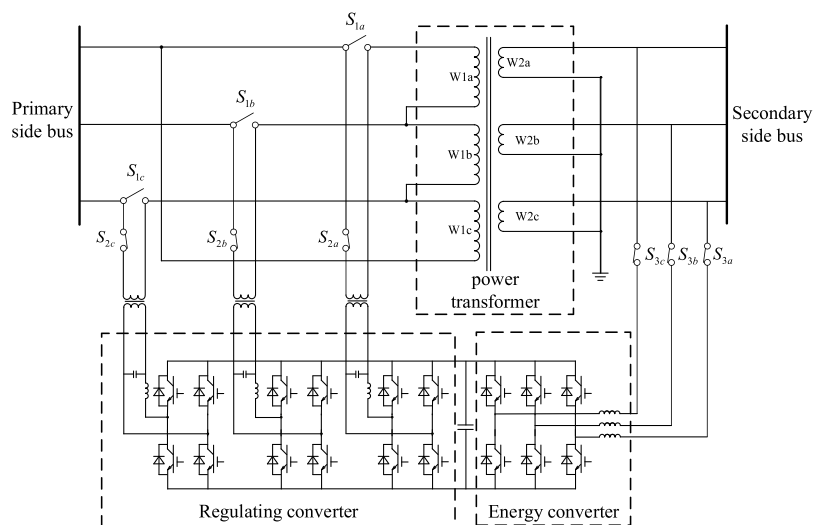 S1a
Primary
side bus
S1b
S1c
W1a
W2a
W1b
W2b
W1c
W2c
Secondary
side bus
S2c
S2b
S2a
S3c
S3b
S3a
power
transformer
Regulating converter
Energy converter